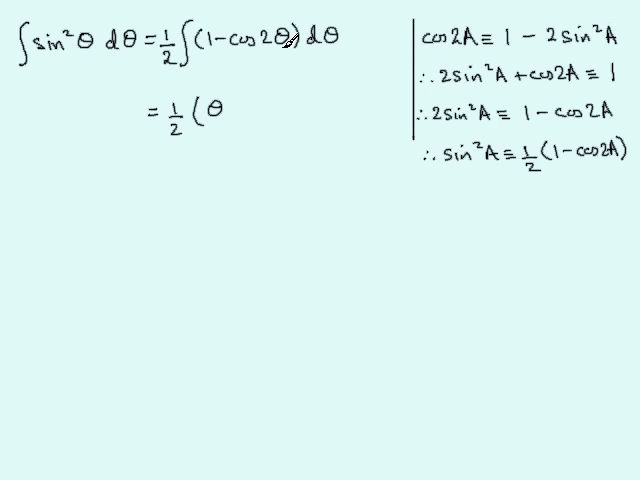 ∫sin²θ dθ = 1/2 ∫(1-cos2θ) dθ
= 1/2 (θ
cos2A ≡ 1 - 2sin²A
∴ 2sin²A + cos2A ≡ 1
∴ 2sin²A ≡ 1 - cos2A
∴ sin²A ≡ 1/2 (1-cos2A)